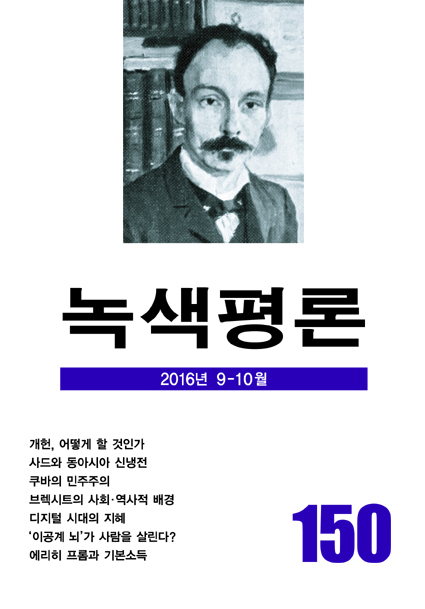 녹색평론
2016년 9-10월
개헌, 어떻게 할 것인가
사드와 동아시아 신냉전
쿠바의 민주주의
브렉시트의 사회·역사적 배경
디지털 시대의 지혜
‘이공계 뇌’가 사람을 살린다?
에리히 프롬과 기본소득
150